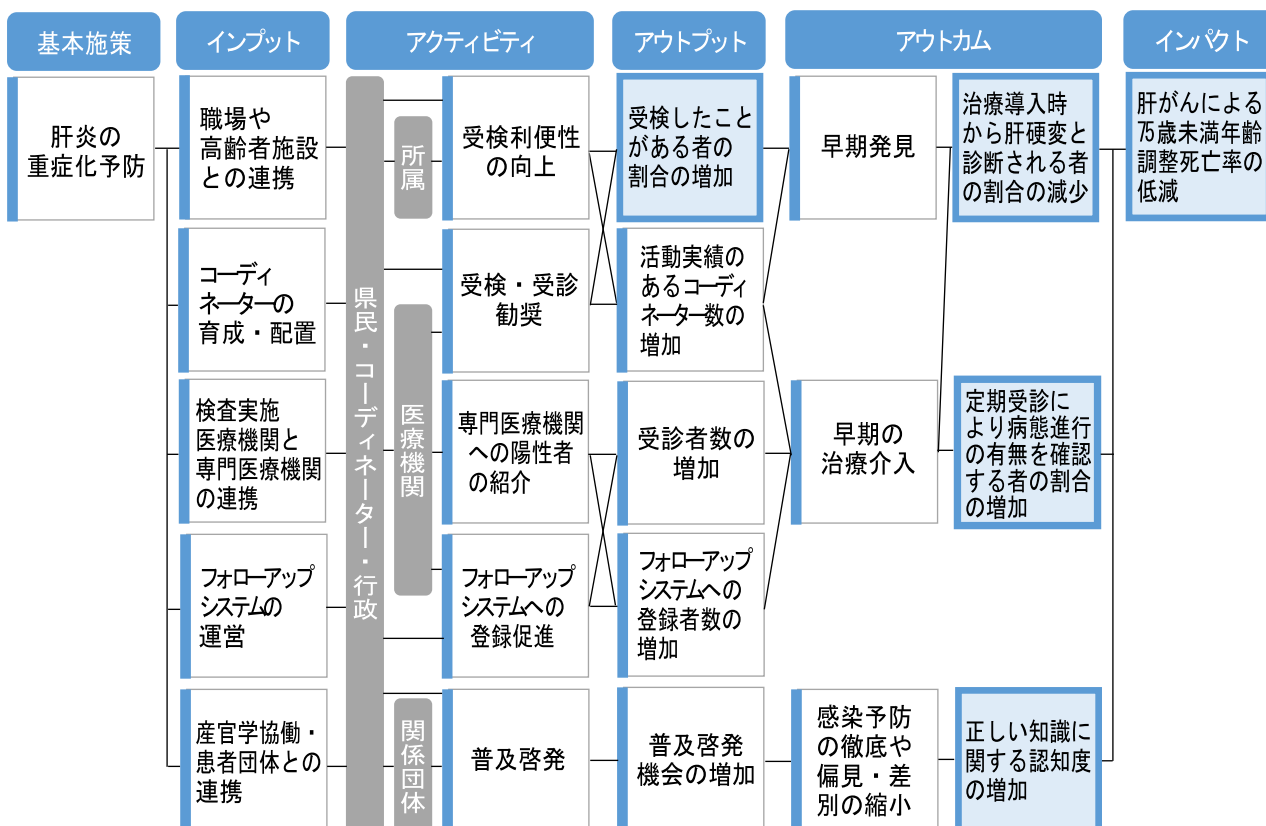 基本施策
インプット
アクティビティ
アウトプット
アウトカム
インパクト
肝炎の
重症化予防
職場や
高齢者施設
との連携
コーディ
ネーターの
育成・配置
検査実施
医療機関と
専門医療機関
の連携
フォローアップ
システムの
運営
産官学協働・
患者団体との
連携
県民・コーディネーター・行政
所属
医療機関
関係団体
受検利便性
の向上
受検・受診
勧奨
専門医療機関
への陽性者
の紹介
フォローアップ
システムへの
登録促進
普及啓発
受検したこと
がある者の
割合の増加
活動実績の
あるコーディ
ネーター数の
増加
受診者数の
増加
フォローアップ
システムへの
登録者数の
増加
普及啓発
機会の増加
早期発見
早期の
治療介入
感染予防
の徹底や
偏見・差
別の縮小
治療導入時
から肝硬変と
診断される者
の割合の減少
定期受診に
より病態進行
の有無を確認
する者の割合
の増加
正しい知識に
関する認知度
の増加
肝がんによる
75歳未満年齢
調整死亡率の
低減